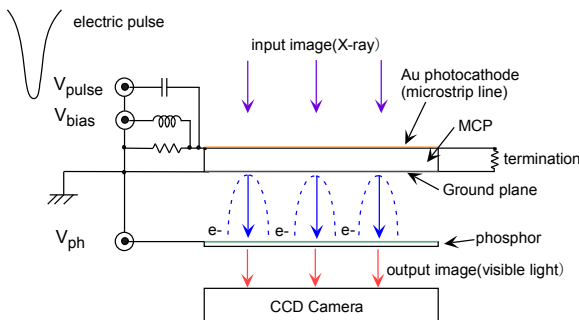 electric pulse
input image(X-ray)
Vpulse
Au photocathode
(microstrip line)
Vbias
MCP
termination
Ground plane
e-
e-
e-
Vph
phosphor
output image(visible light)
CCD Camera